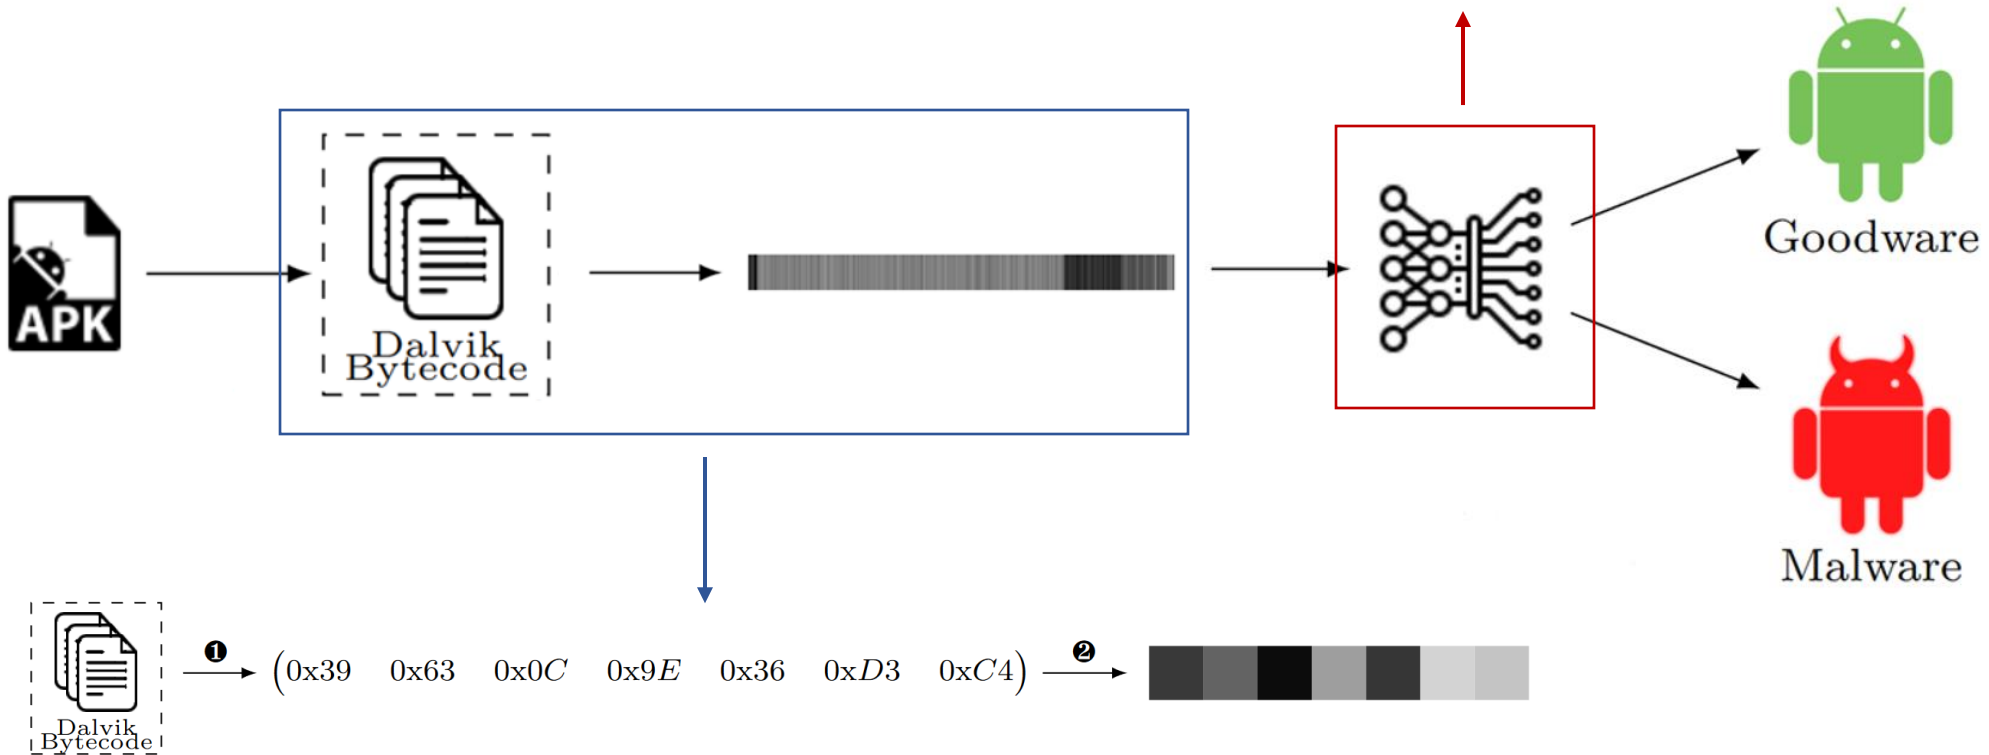 APK
Dalvik
Bytecode
Goodware
Malware
❶
❷
(0x39 0x63 0x0C 0x9E 0x36 0xD3 0xC4)
Dalvik
Bytecode